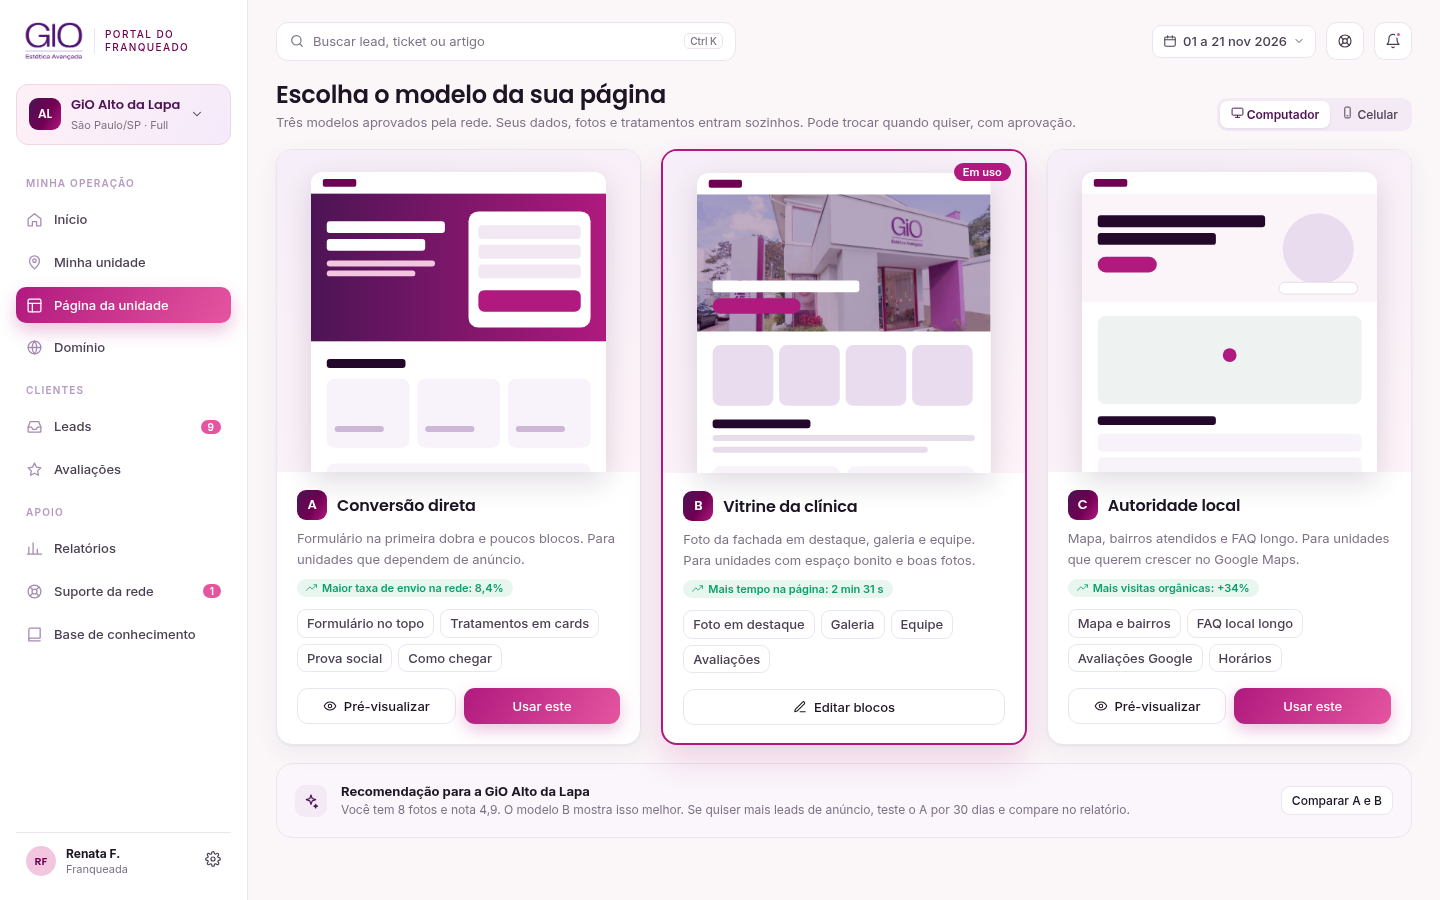 GiO
Estética Avançada
PORTAL DO
FRANQUEADO
AL
GiO Alto da Lapa
São Paulo/SP · Full
MINHA OPERAÇÃO
Início
Minha unidade
Página da unidade
Domínio
CLIENTES
Leads
9
Avaliações
APOIO
Relatórios
Suporte da rede
1
Base de conhecimento
RF
Renata F.
Franqueada
Buscar lead, ticket ou artigo
Ctrl K
01 a 21 nov 2026
Escolha o modelo da sua página
Três modelos aprovados pela rede. Seus dados, fotos e tratamentos entram sozinhos. Pode trocar quando quiser, com aprovação.
Computador
Celular
A
Conversão direta
Formulário na primeira dobra e poucos blocos. Para
unidades que dependem de anúncio.
Maior taxa de envio na rede: 8,4%
Formulário no topo
Tratamentos em cards
Prova social
Como chegar
Pré-visualizar
Usar este
Em uso
GiO
B
Vitrine da clínica
Foto da fachada em destaque, galeria e equipe.
Para unidades com espaço bonito e boas fotos.
Mais tempo na página: 2 min 31 s
Foto em destaque
Galeria
Equipe
Avaliações
Editar blocos
C
Autoridade local
Mapa, bairros atendidos e FAQ longo. Para unidades
que querem crescer no Google Maps.
Mais visitas orgânicas: +34%
Mapa e bairros
FAQ local longo
Avaliações Google
Horários
Pré-visualizar
Usar este
Recomendação para a GiO Alto da Lapa
Você tem 8 fotos e nota 4,9. O modelo B mostra isso melhor. Se quiser mais leads de anúncio, teste o A por 30 dias e compare no relatório.
Comparar A e B